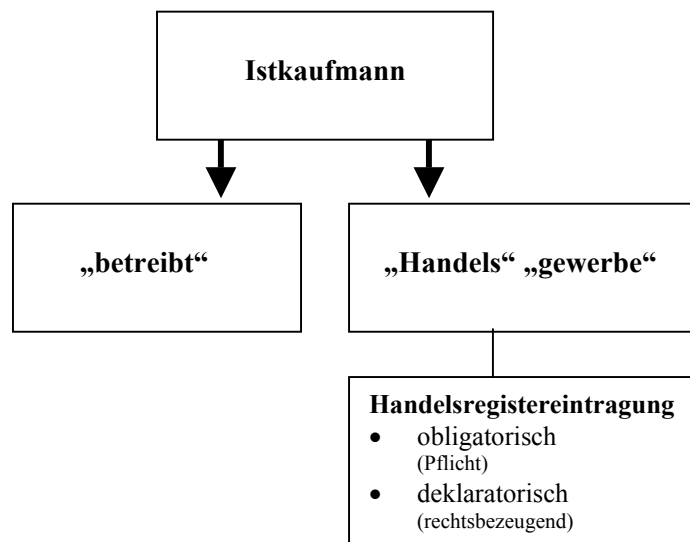 Istkaufmann
„betreibt“
„Handels“ „gewerbe“
Handelsregistereintragung
• obligatorisch
(Pflicht)
• deklaratorisch
(rechtsbezeugend)